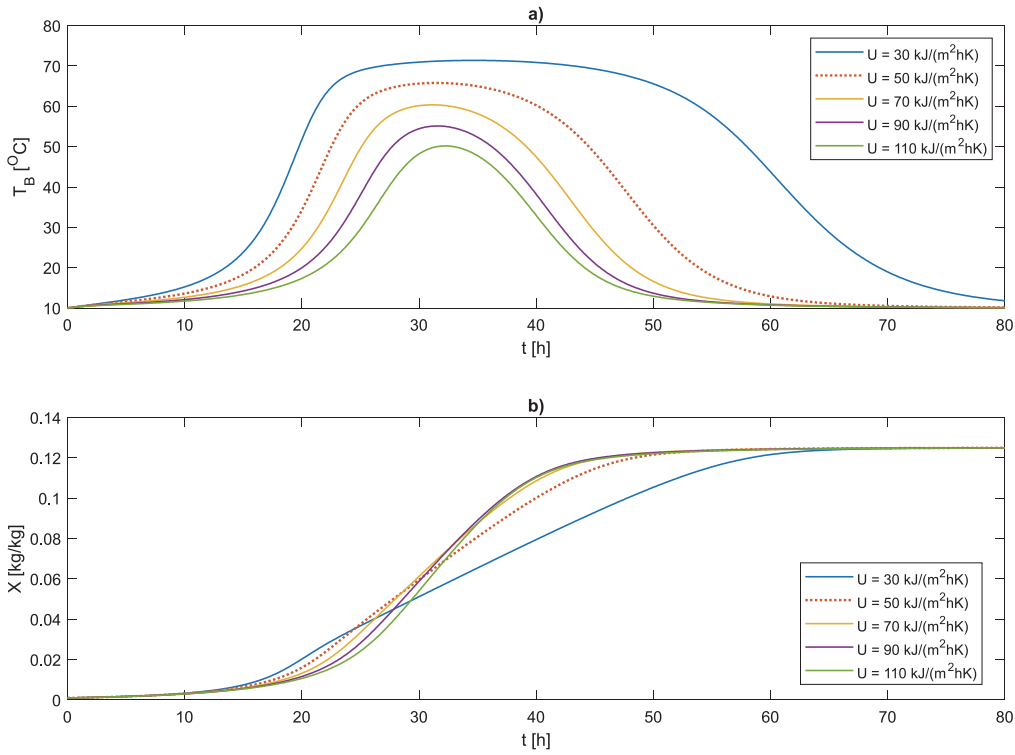 a)
80
70
60
50
40
30
20
10
T_B [°C]
0 10 20 30 40 50 60 70 80
t [h]
U = 30 kJ/(m²hK)
U = 50 kJ/(m²hK)
U = 70 kJ/(m²hK)
U = 90 kJ/(m²hK)
U = 110 kJ/(m²hK)
b)
0.14
0.12
0.1
0.08
0.06
0.04
0.02
0
X [kg/kg]
0 10 20 30 40 50 60 70 80
t [h]
U = 30 kJ/(m²hK)
U = 50 kJ/(m²hK)
U = 70 kJ/(m²hK)
U = 90 kJ/(m²hK)
U = 110 kJ/(m²hK)